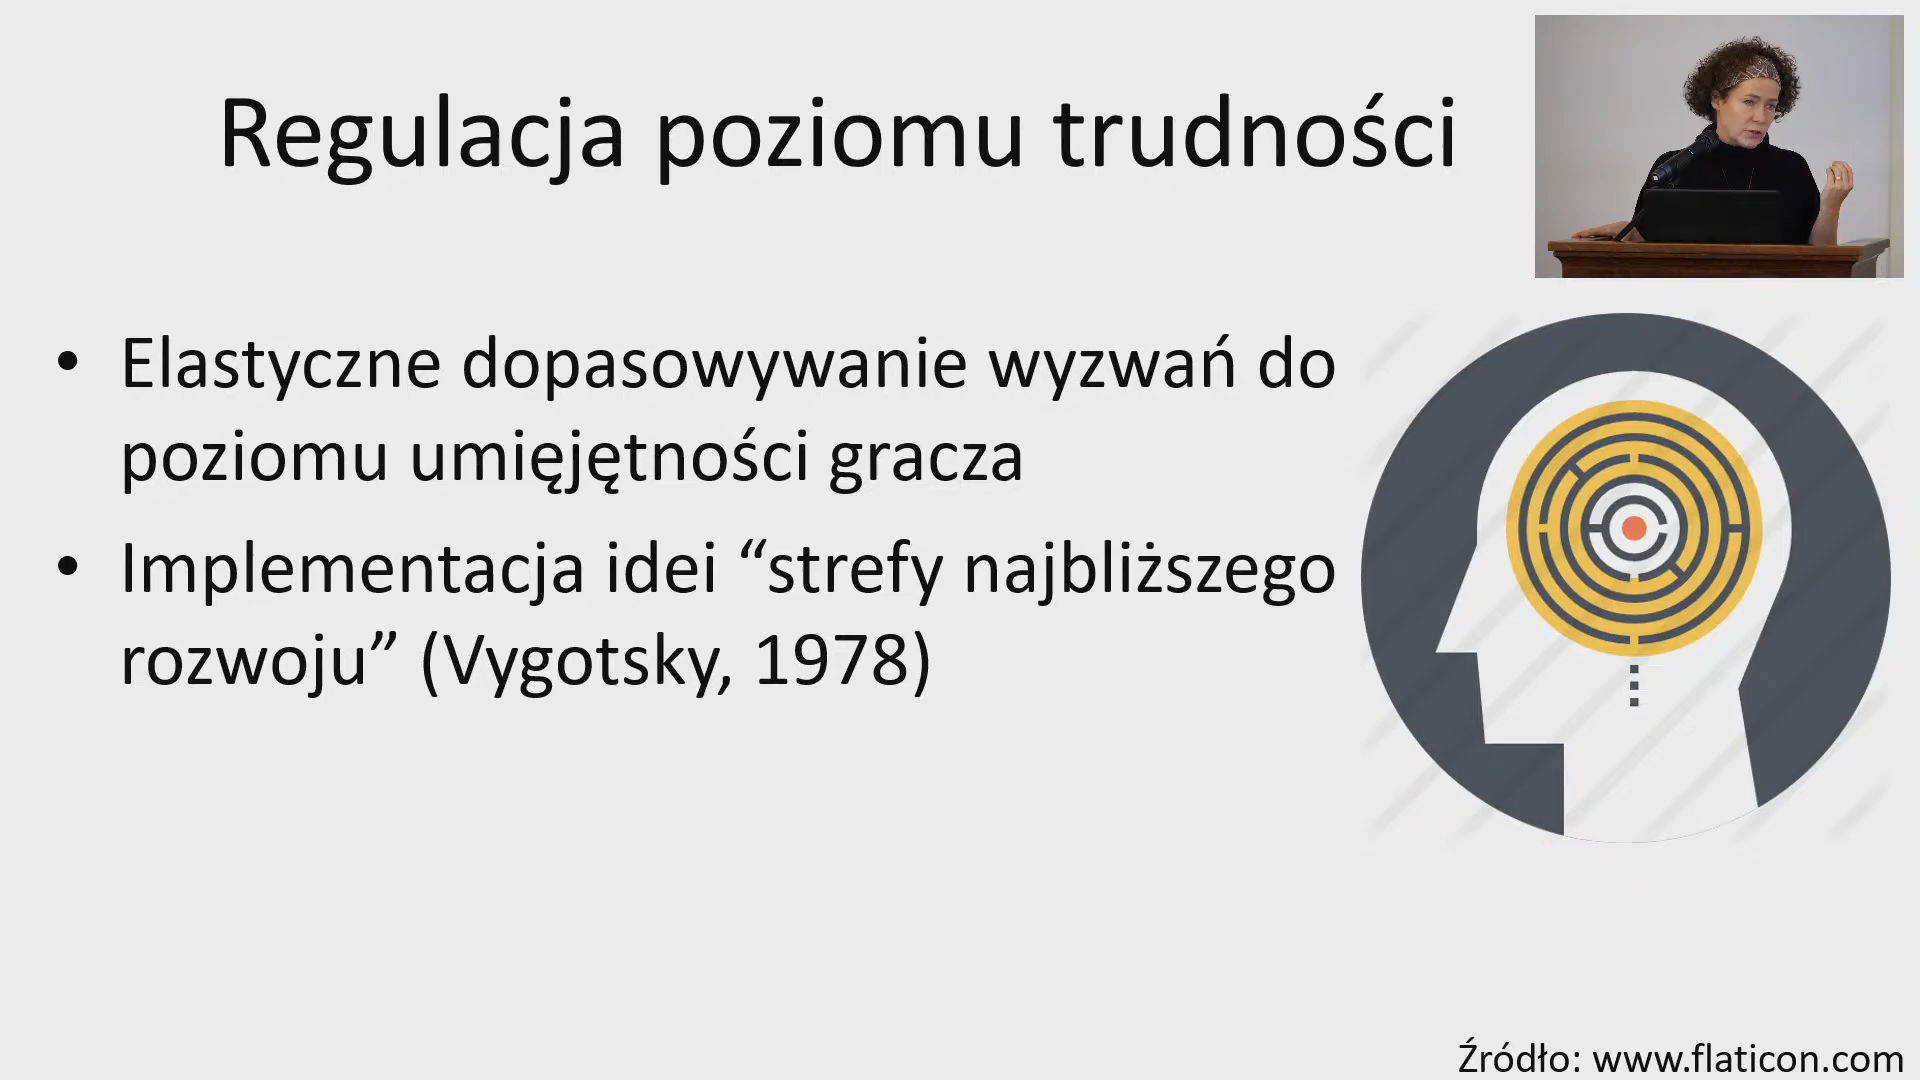 Regulacja poziomu trudności
• Elastyczne dopasowywanie wyzwań do
poziomu umięjętności gracza
• Implementacja idei “strefy najbliższego
rozwoju” (Vygotsky, 1978)
Źródło: www.flaticon.com